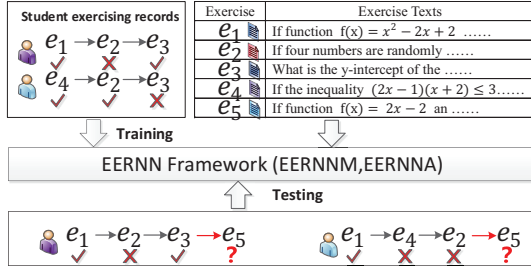 Student exercising records
e1 → e2 → e3
✓ ✗ ✓
e4 → e2 → e3
✓ ✓ ✗
Exercise Exercise Texts
e1 If function f(x) = x² − 2x + 2 ……
e2 If four numbers are randomly ……
e3 What is the y-intercept of the ……
e4 If the inequality (2x − 1)(x + 2) ≤ 3……
e5 If function f(x) = 2x − 2 an ……
Training
EERNN Framework (EERNNM,EERNNA)
Testing
e1 → e2 → e3 → e5
✓ ✗ ✓ ?
e1 → e4 → e2 → e5
✓ ✗ ✗ ?